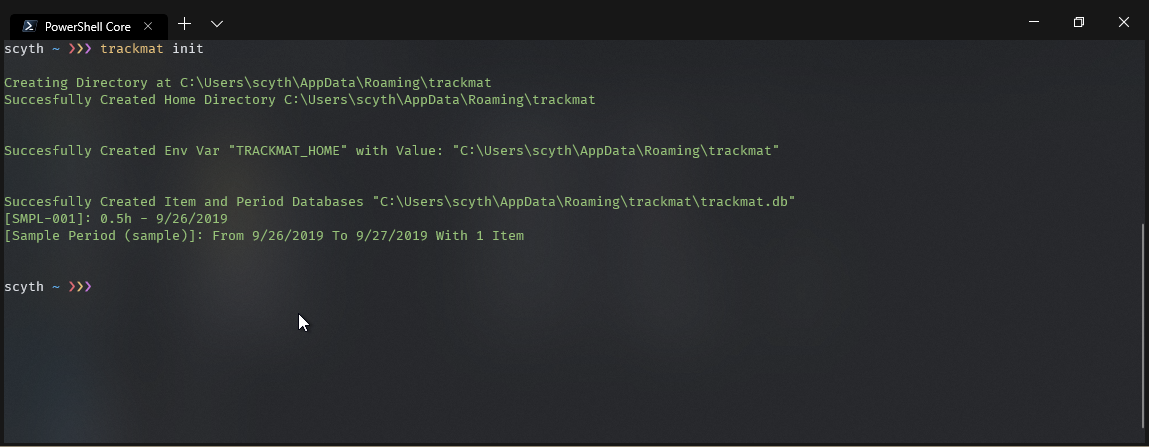 PowerShell Core
scyth ~ ❯❯❯ trackmat init
Creating Directory at C:\Users\scyth\AppData\Roaming\trackmat
Succesfully Created Home Directory C:\Users\scyth\AppData\Roaming\trackmat
Succesfully Created Env Var "TRACKMAT_HOME" with Value: "C:\Users\scyth\AppData\Roaming\trackmat"
Succesfully Created Item and Period Databases "C:\Users\scyth\AppData\Roaming\trackmat\trackmat.db"
[SMPL-001]: 0.5h - 9/26/2019
[Sample Period (sample)]: From 9/26/2019 To 9/27/2019 With 1 Item
scyth ~ ❯❯❯